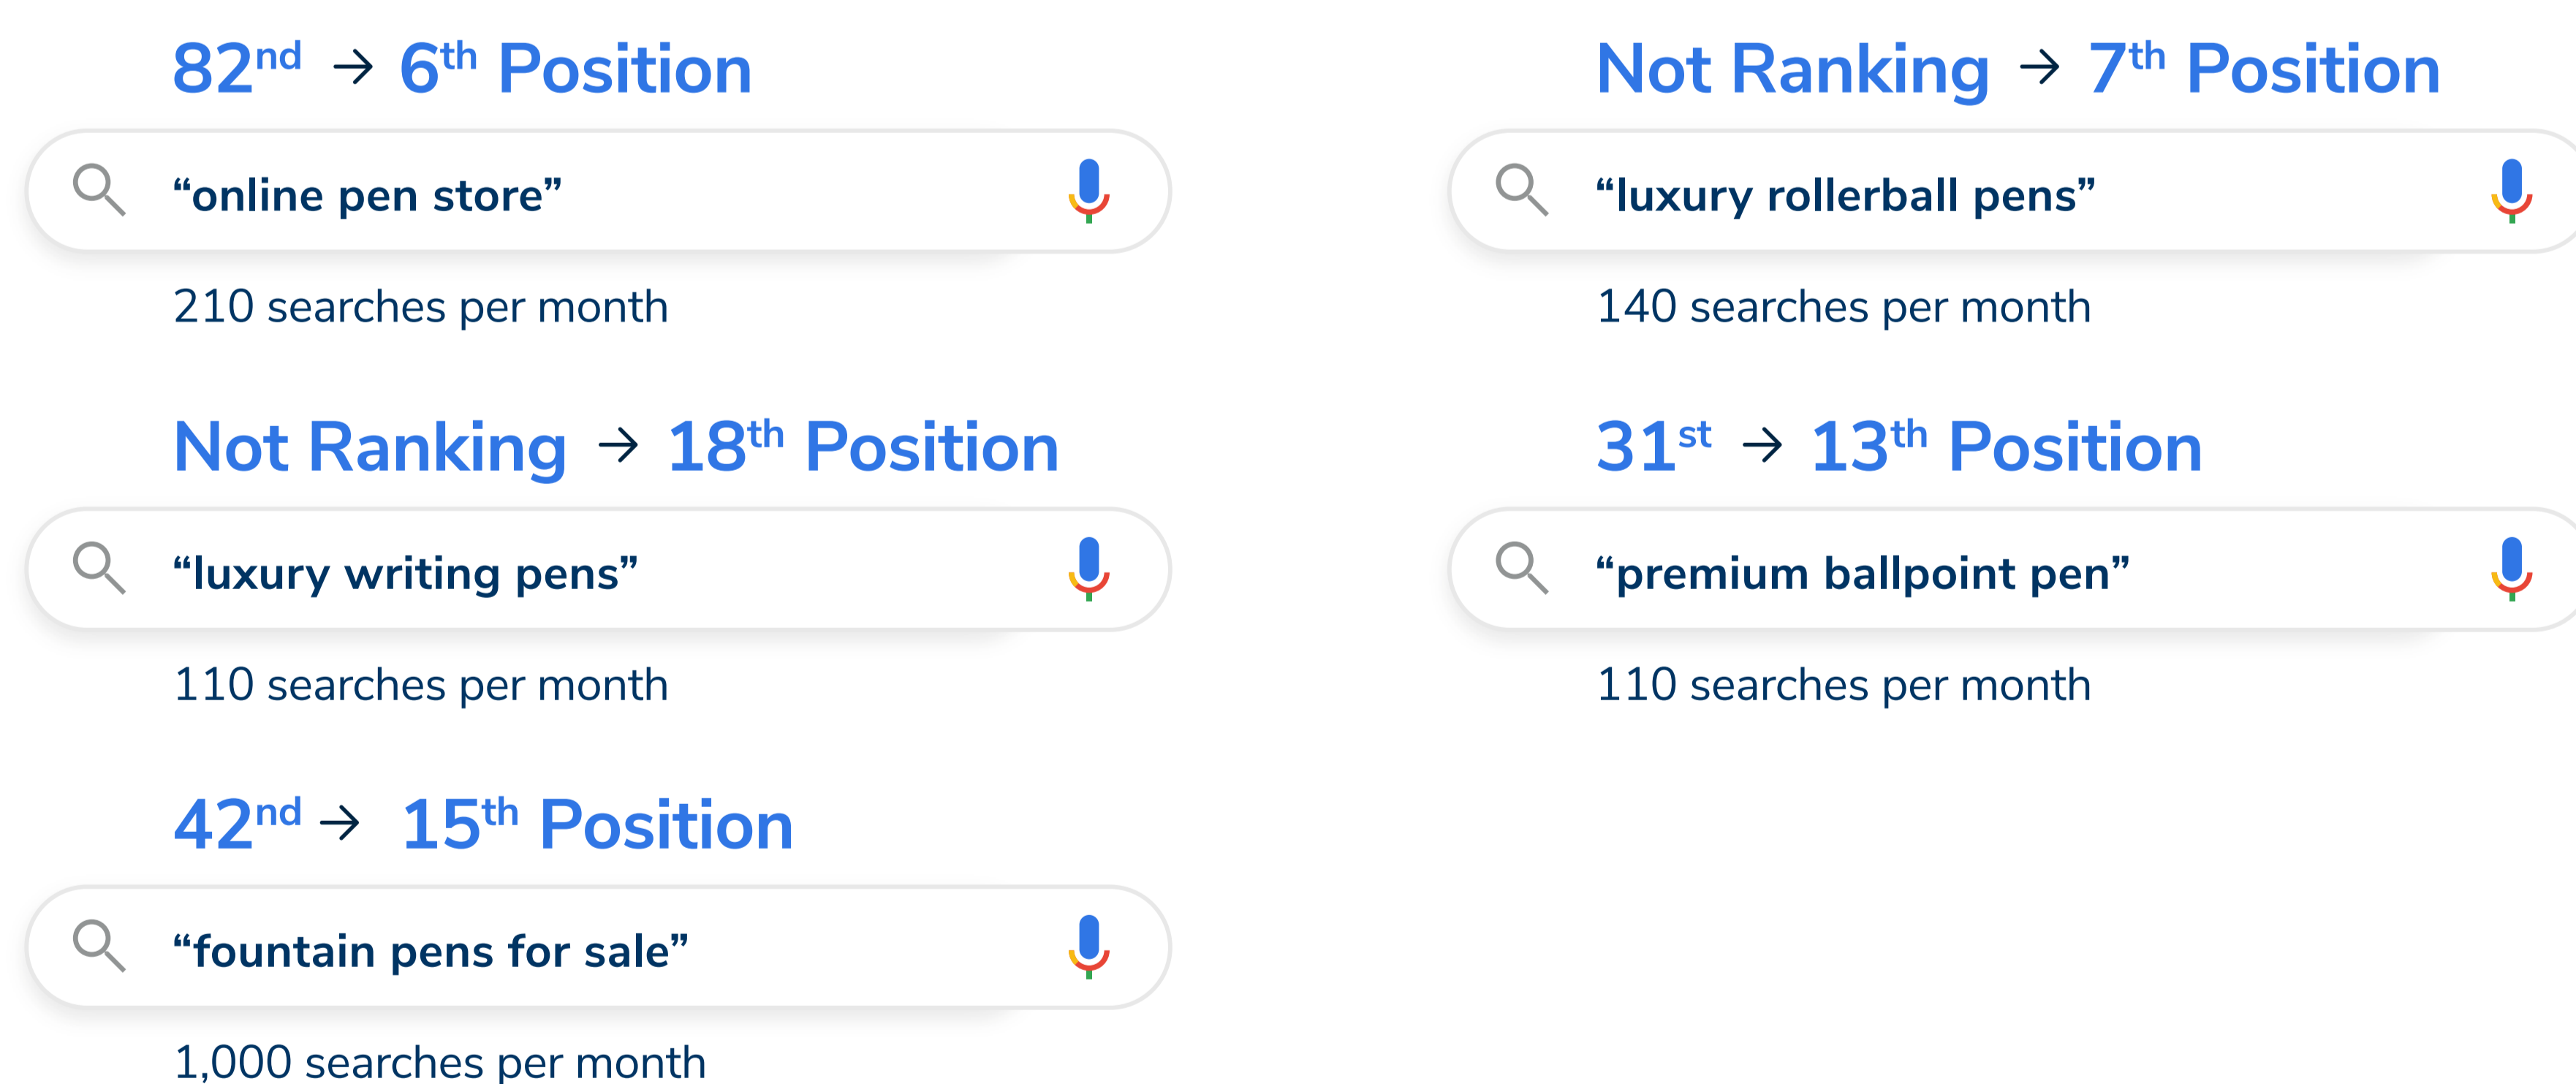 82nd → 6th Position
“online pen store”
210 searches per month
Not Ranking → 7th Position
“luxury rollerball pens”
140 searches per month
Not Ranking → 18th Position
“luxury writing pens”
110 searches per month
31st → 13th Position
“premium ballpoint pen”
110 searches per month
42nd → 15th Position
“fountain pens for sale”
1,000 searches per month